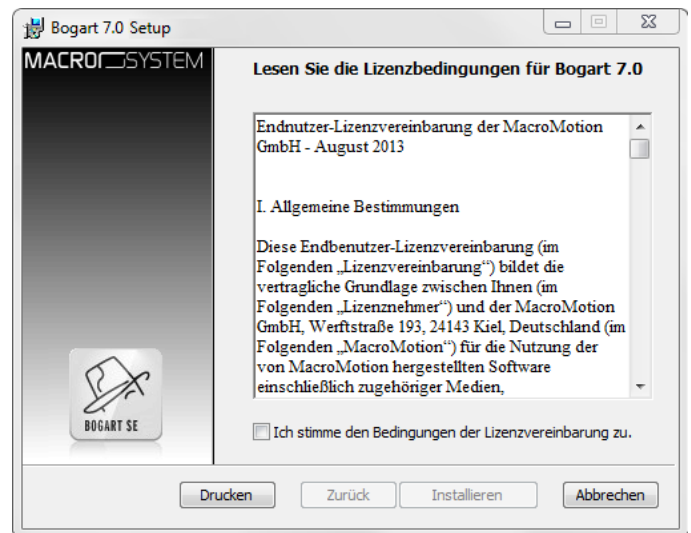 Bogart 7.0 Setup
MACROSYSTEM
Lesen Sie die Lizenzbedingungen für Bogart 7.0
Endnutzer-Lizenzvereinbarung der MacroMotion
GmbH - August 2013
I. Allgemeine Bestimmungen
Diese Endbenutzer-Lizenzvereinbarung (im
Folgenden „Lizenzvereinbarung“) bildet die
vertragliche Grundlage zwischen Ihnen (im
Folgenden „Lizenznehmer“) und der MacroMotion
GmbH, Werftstraße 193, 24143 Kiel, Deutschland (im
Folgenden „MacroMotion“) für die Nutzung der
von MacroMotion hergestellten Software
einschließlich zugehöriger Medien,
BOGART SE
Ich stimme den Bedingungen der Lizenzvereinbarung zu.
Drucken Zurück Installieren Abbrechen